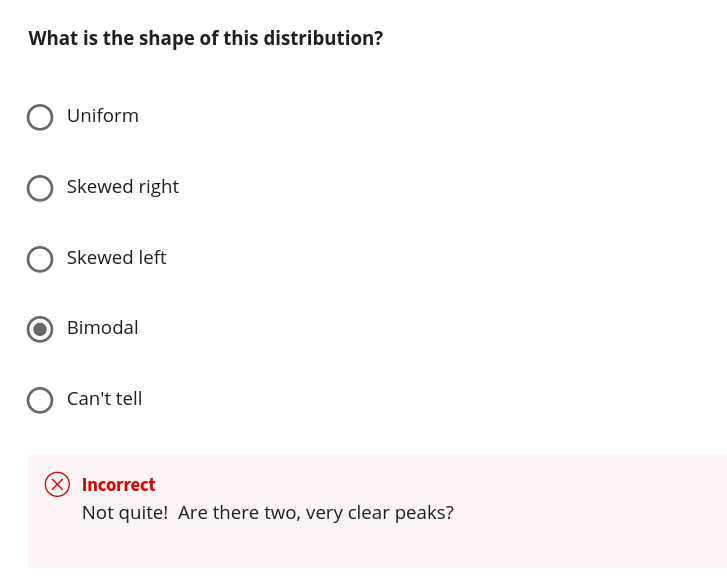 What is the shape of this distribution?
Uniform
Skewed right
Skewed left
Bimodal
Can't tell
Incorrect
Not quite!  Are there two, very clear peaks?